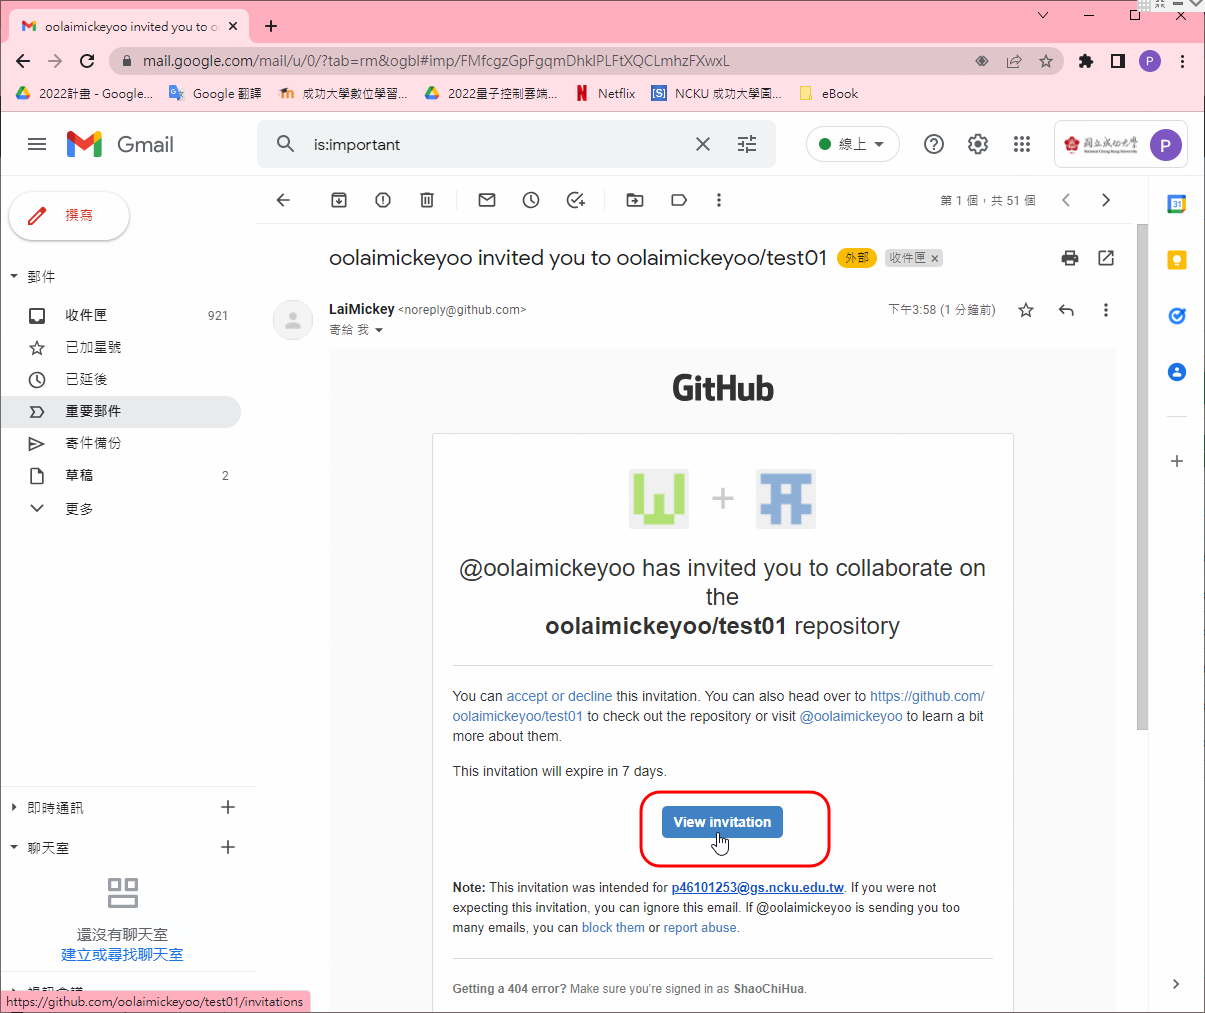 oolaimickeyoo invited you to o
mail.google.com/mail/u/0/?tab=rm&ogbl#imp/FMfcgzGpFgqmDhklPLFtXQCLmhzFXwxL
P
2022計畫 - Google...
Google 翻譯
成功大學數位學習...
2022量子控制雲端...
Netflix
NCKU 成功大學圖...
eBook
Gmail
is:important
線上
國立成功大學
National Cheng Kung University
P
撰寫
第 1 個，共 51 個
31
oolaimickeyoo invited you to oolaimickeyoo/test01
外部
收件匣 ×
郵件
收件匣 921
已加星號
已延後
重要郵件
寄件備份
草稿 2
更多
LaiMickey <noreply@github.com>
下午3:58 (1 分鐘前)
寄給 我
GitHub
@oolaimickeyoo has invited you to collaborate on
the
oolaimickeyoo/test01 repository
You can accept or decline this invitation. You can also head over to https://github.com/
oolaimickeyoo/test01 to check out the repository or visit @oolaimickeyoo to learn a bit
more about them.
This invitation will expire in 7 days.
View invitation
Note: This invitation was intended for p46101253@gs.ncku.edu.tw. If you were not
expecting this invitation, you can ignore this email. If @oolaimickeyoo is sending you too
many emails, you can block them or report abuse.
Getting a 404 error? Make sure you're signed in as ShaoChiHua.
即時通訊
聊天室
還沒有聊天室
建立或尋找聊天室
https://github.com/oolaimickeyoo/test01/invitations